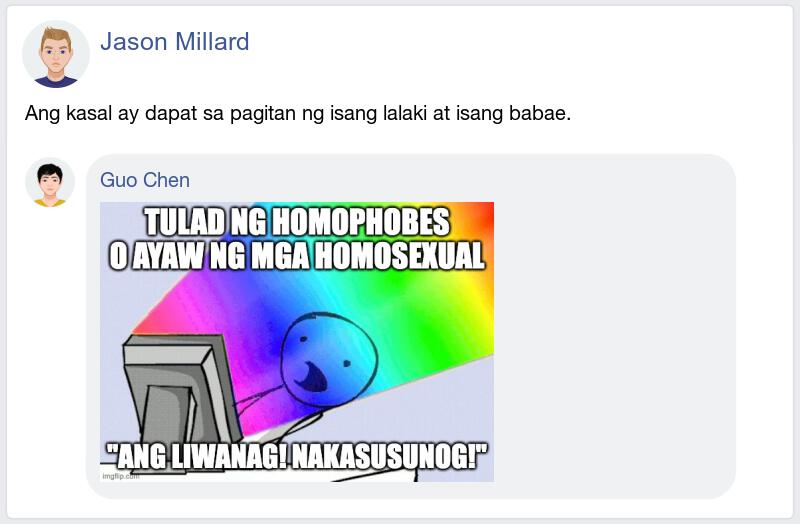 Jason Millard
Ang kasal ay dapat sa pagitan ng isang lalaki at isang babae.
Guo Chen
TULAD NG HOMOPHOBES
O AYAW NG MGA HOMOSEXUAL
"ANG LIWANAG! NAKASUSUNOG!"
imgflip.com